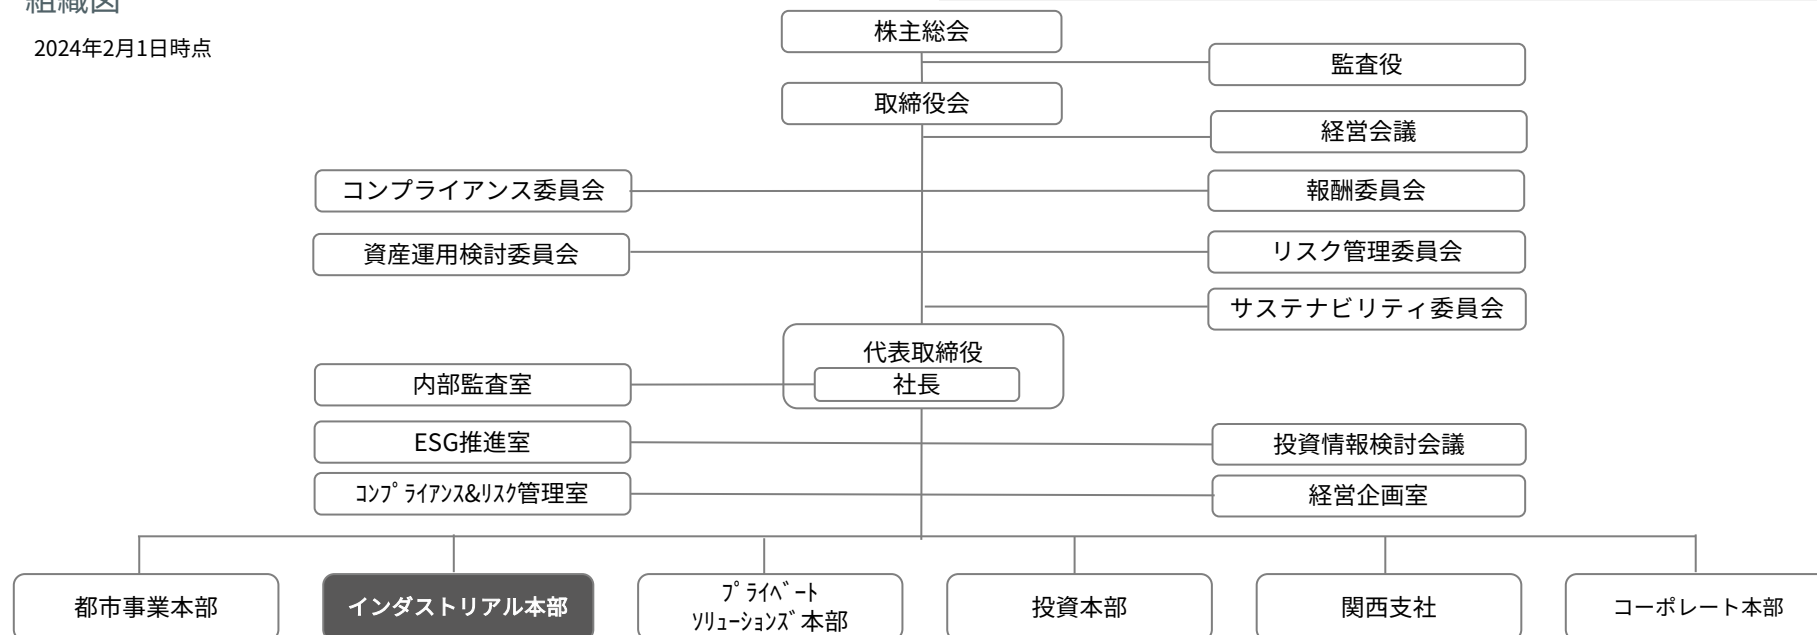 組織図
2024年2月1日時点
株主総会
監査役
取締役会
経営会議
コンプライアンス委員会
報酬委員会
資産運用検討委員会
リスク管理委員会
サステナビリティ委員会
代表取締役
社長
内部監査室
ESG推進室
投資情報検討会議
ｺﾝﾌﾟﾗｲｱﾝｽ&ﾘｽｸ管理室
経営企画室
都市事業本部
インダストリアル本部
ﾌﾟﾗｲﾍﾞｰﾄ
ｿﾘｭｰｼｮﾝｽﾞ本部
投資本部
関西支社
コーポレート本部